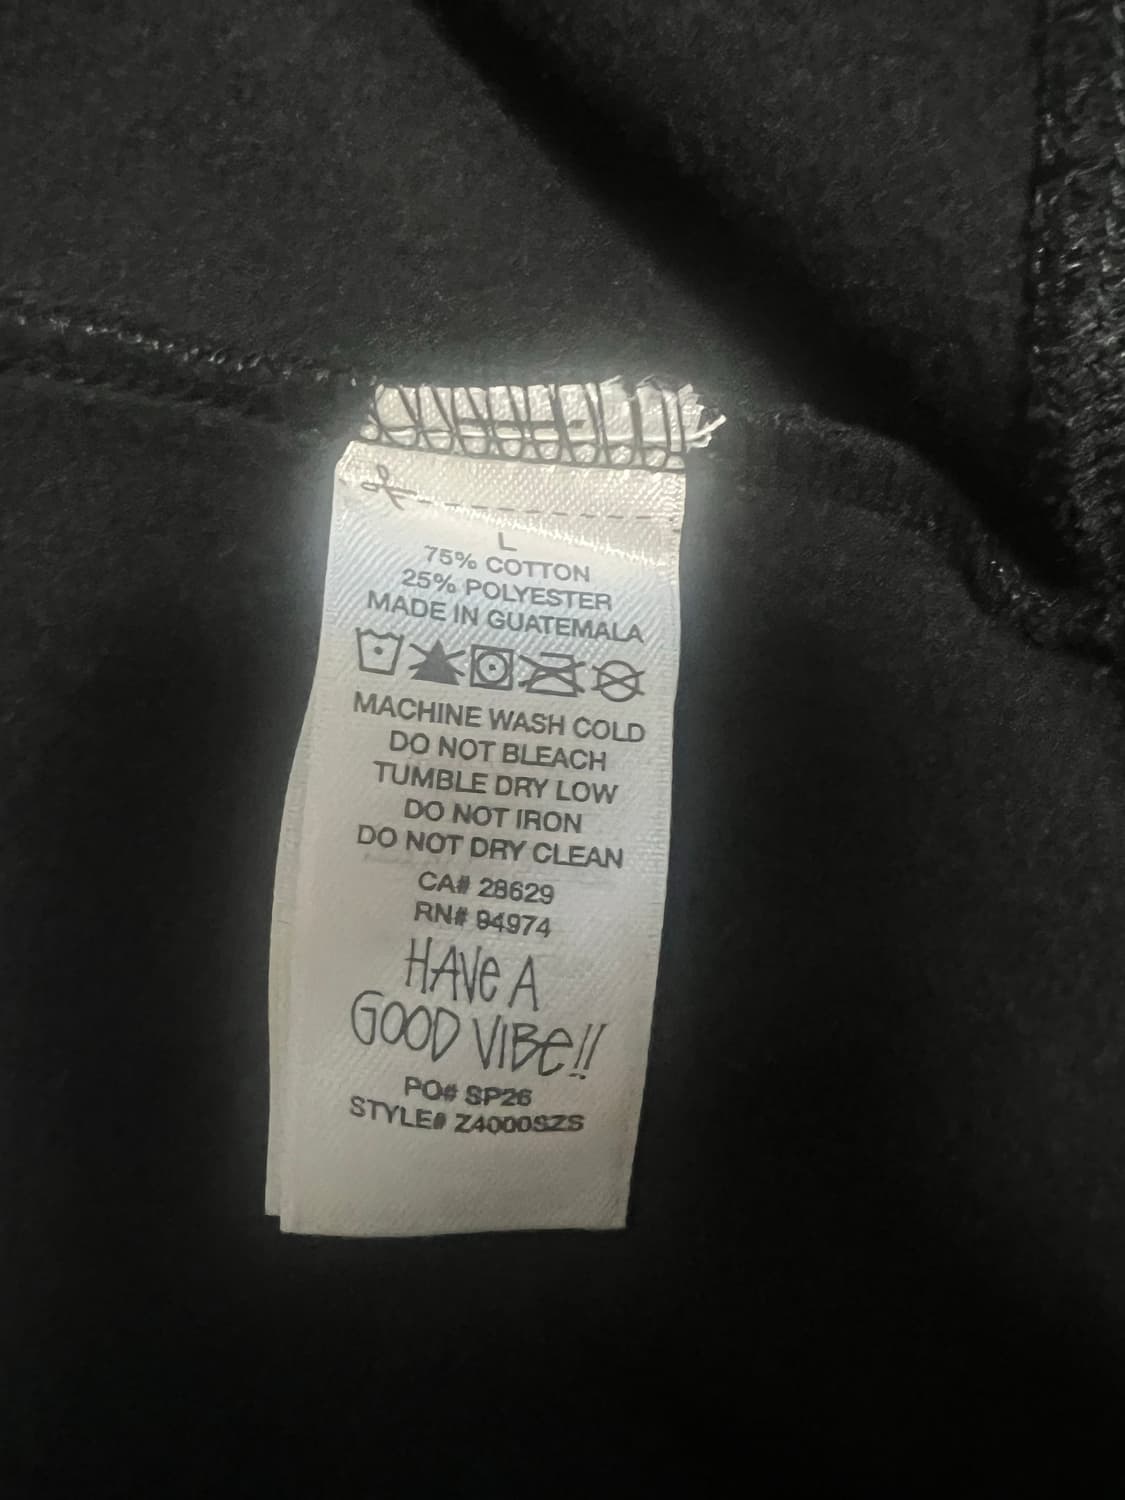 L
75% COTTON
25% POLYESTER
MADE IN GUATEMALA
MACHINE WASH COLD
DO NOT BLEACH
TUMBLE DRY LOW
DO NOT IRON
DO NOT DRY CLEAN
CA# 28629
RN# 94974
HAVe A
GOOD VIBe!!
PO# SP26
STYLE# Z4000SZS